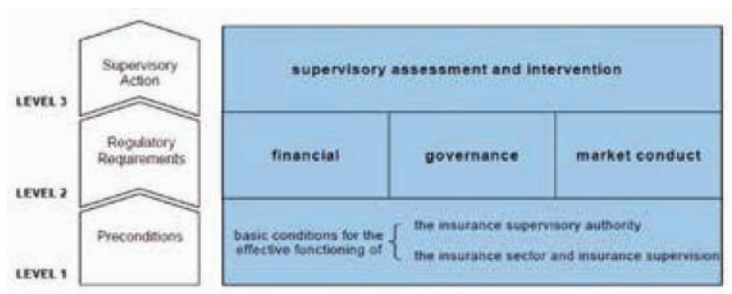 Supervisory
Action
supervisory assessment and intervention
LEVEL 3
Regulatory
Requirements
financial
governance
market conduct
LEVEL 2
Preconditions
basic conditions for the
effective functioning of
the insurance supervisory authority
the insurance sector and insurance supervision
LEVEL 1